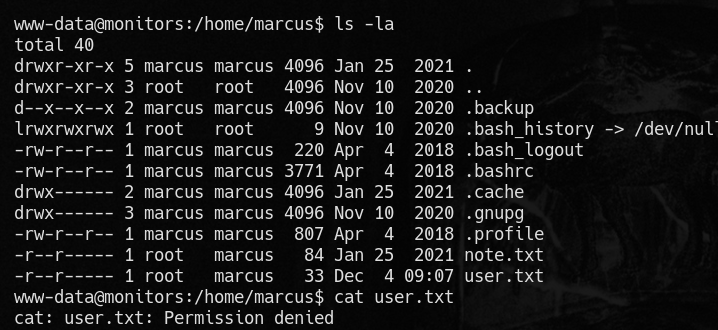 www-data@monitors:/home/marcus$ ls -la
total 40
drwxr-xr-x 5 marcus marcus 4096 Jan 25  2021 .
drwxr-xr-x 3 root   root   4096 Nov 10  2020 ..
d--x--x--x 2 marcus marcus 4096 Nov 10  2020 .backup
lrwxrwxrwx 1 root   root      9 Nov 10  2020 .bash_history -> /dev/null
-rw-r--r-- 1 marcus marcus  220 Apr  4  2018 .bash_logout
-rw-r--r-- 1 marcus marcus 3771 Apr  4  2018 .bashrc
drwx------ 2 marcus marcus 4096 Jan 25  2021 .cache
drwx------ 3 marcus marcus 4096 Nov 10  2020 .gnupg
-rw-r--r-- 1 marcus marcus  807 Apr  4  2018 .profile
-r--r----- 1 root   marcus   84 Jan 25  2021 note.txt
-r--r----- 1 root   marcus   33 Dec  4 09:07 user.txt
www-data@monitors:/home/marcus$ cat user.txt
cat: user.txt: Permission denied